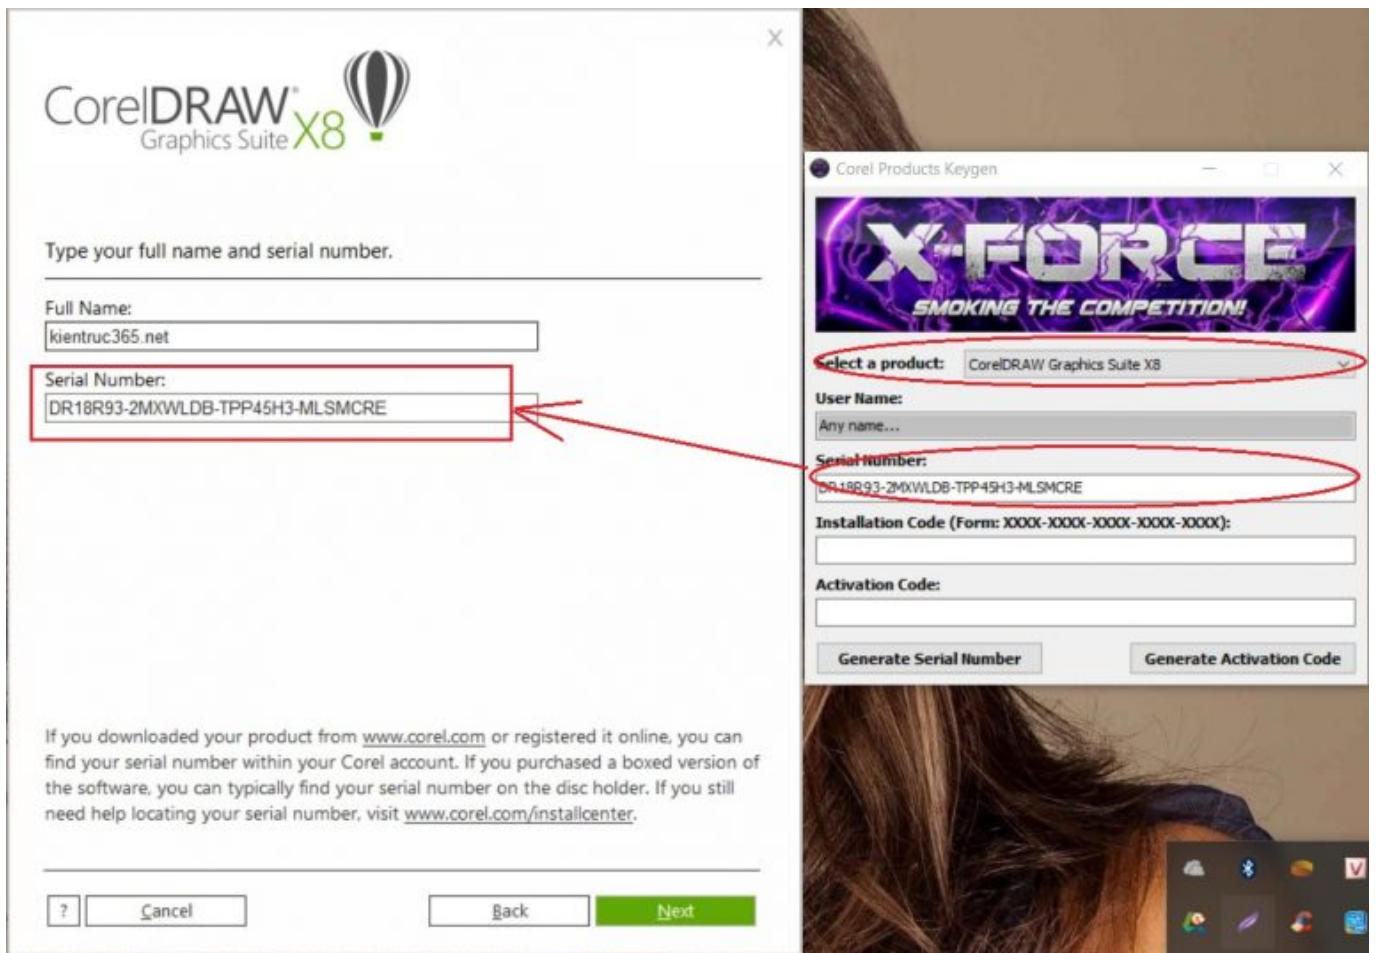 CorelDRAW®
Graphics Suite X8
Type your full name and serial number.
Full Name:
kientruc365.net
Serial Number:
DR18R93-2MXWLDB-TPP45H3-MLSMCRE
If you downloaded your product from www.corel.com or registered it online, you can
find your serial number within your Corel account. If you purchased a boxed version of
the software, you can typically find your serial number on the disc holder. If you still
need help locating your serial number, visit www.corel.com/installcenter.
?
Cancel
Back
Next
Corel Products Keygen
X-FORCE
SMOKING THE COMPETITION!
Select a product: CorelDRAW Graphics Suite X8
User Name:
Any name...
Serial Number:
DR18R93-2MXWLDB-TPP45H3-MLSMCRE
Installation Code (Form: XXXX-XXXX-XXXX-XXXX-XXXX):
Activation Code:
Generate Serial Number
Generate Activation Code
V